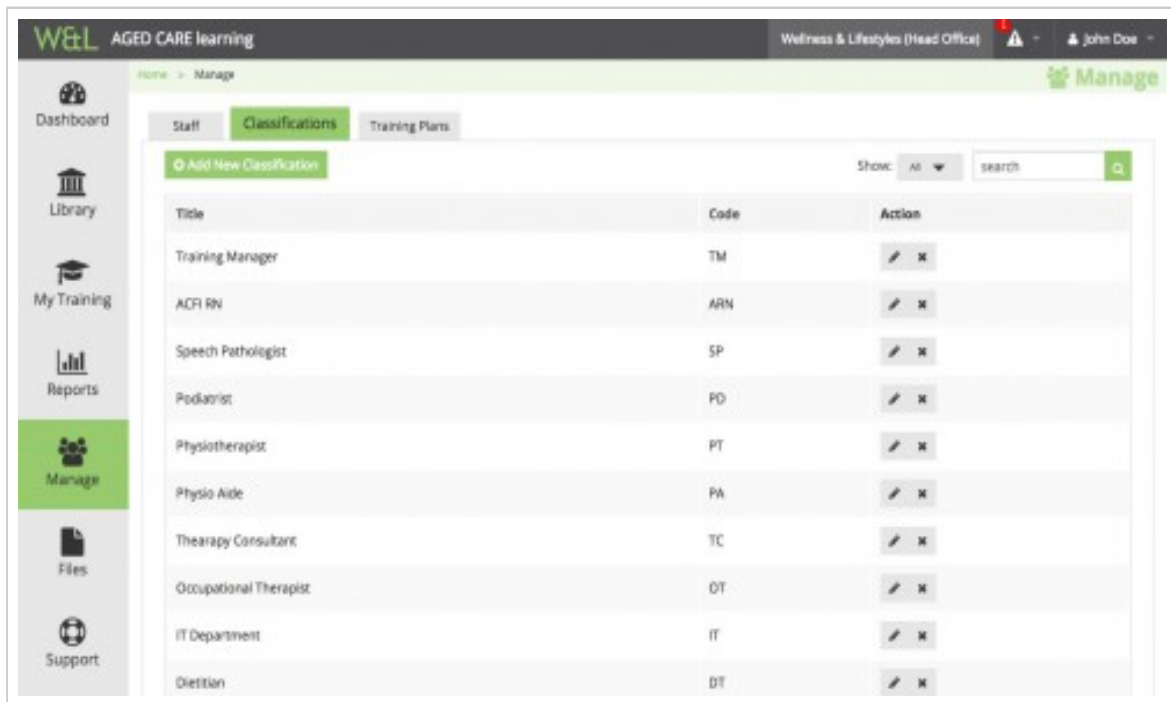 W&L AGED CARE learning Wellness & Lifestyles (Head Office) 1 John Doe
Home > Manage Manage
Dashboard
Library
My Training
Reports
Manage
Files
Support
Staff Classifications Training Plans
Add New Classification Show: All search
Title Code Action
Training Manager TM
ACFI RN ARN
Speech Pathologist SP
Podiatrist PD
Physiotherapist PT
Physio Aide PA
Thearapy Consultant TC
Occupational Therapist OT
IT Department IT
Dietitian DT